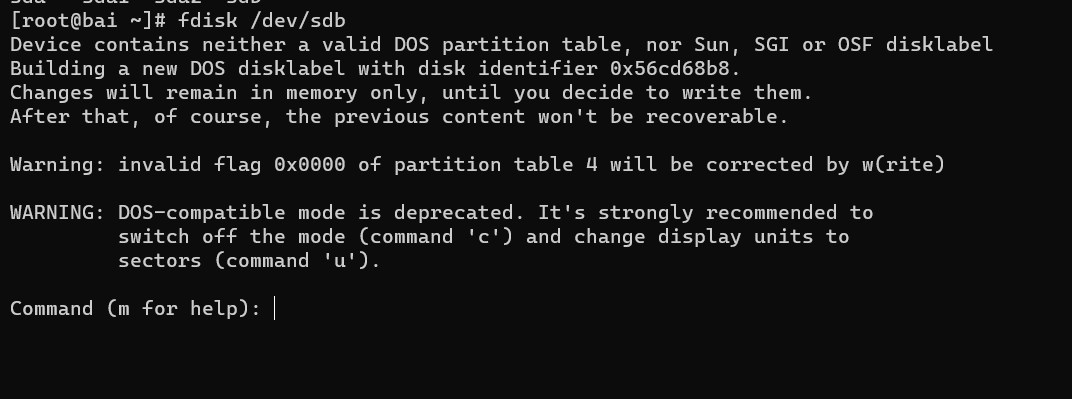 [root@bai ~]# fdisk /dev/sdb
Device contains neither a valid DOS partition table, nor Sun, SGI or OSF disklabel
Building a new DOS disklabel with disk identifier 0x56cd68b8.
Changes will remain in memory only, until you decide to write them.
After that, of course, the previous content won't be recoverable.
Warning: invalid flag 0x0000 of partition table 4 will be corrected by w(rite)
WARNING: DOS-compatible mode is deprecated. It's strongly recommended to
switch off the mode (command 'c') and change display units to
sectors (command 'u').
Command (m for help):